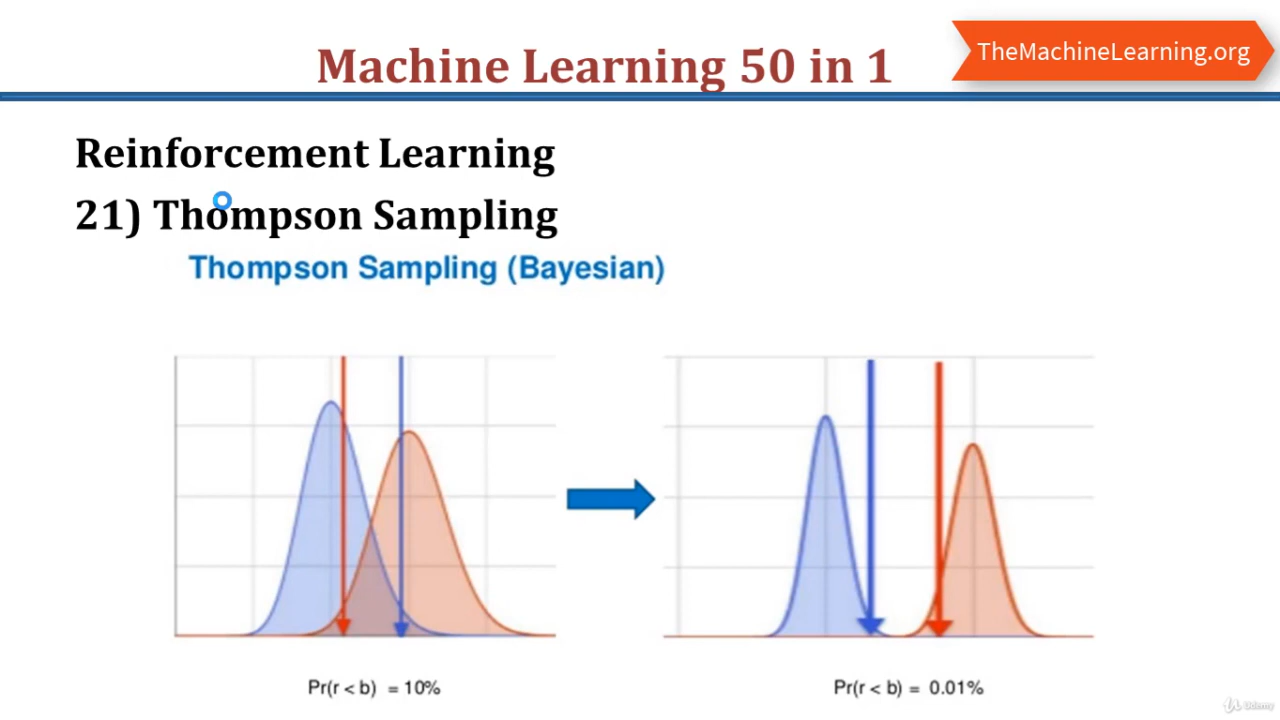 Machine Learning 50 in 1
TheMachineLearning.org
Reinforcement Learning
21) Thompson Sampling
Thompson Sampling (Bayesian)
Pr(r < b) = 10%
Pr(r < b) = 0.01%
Udemy